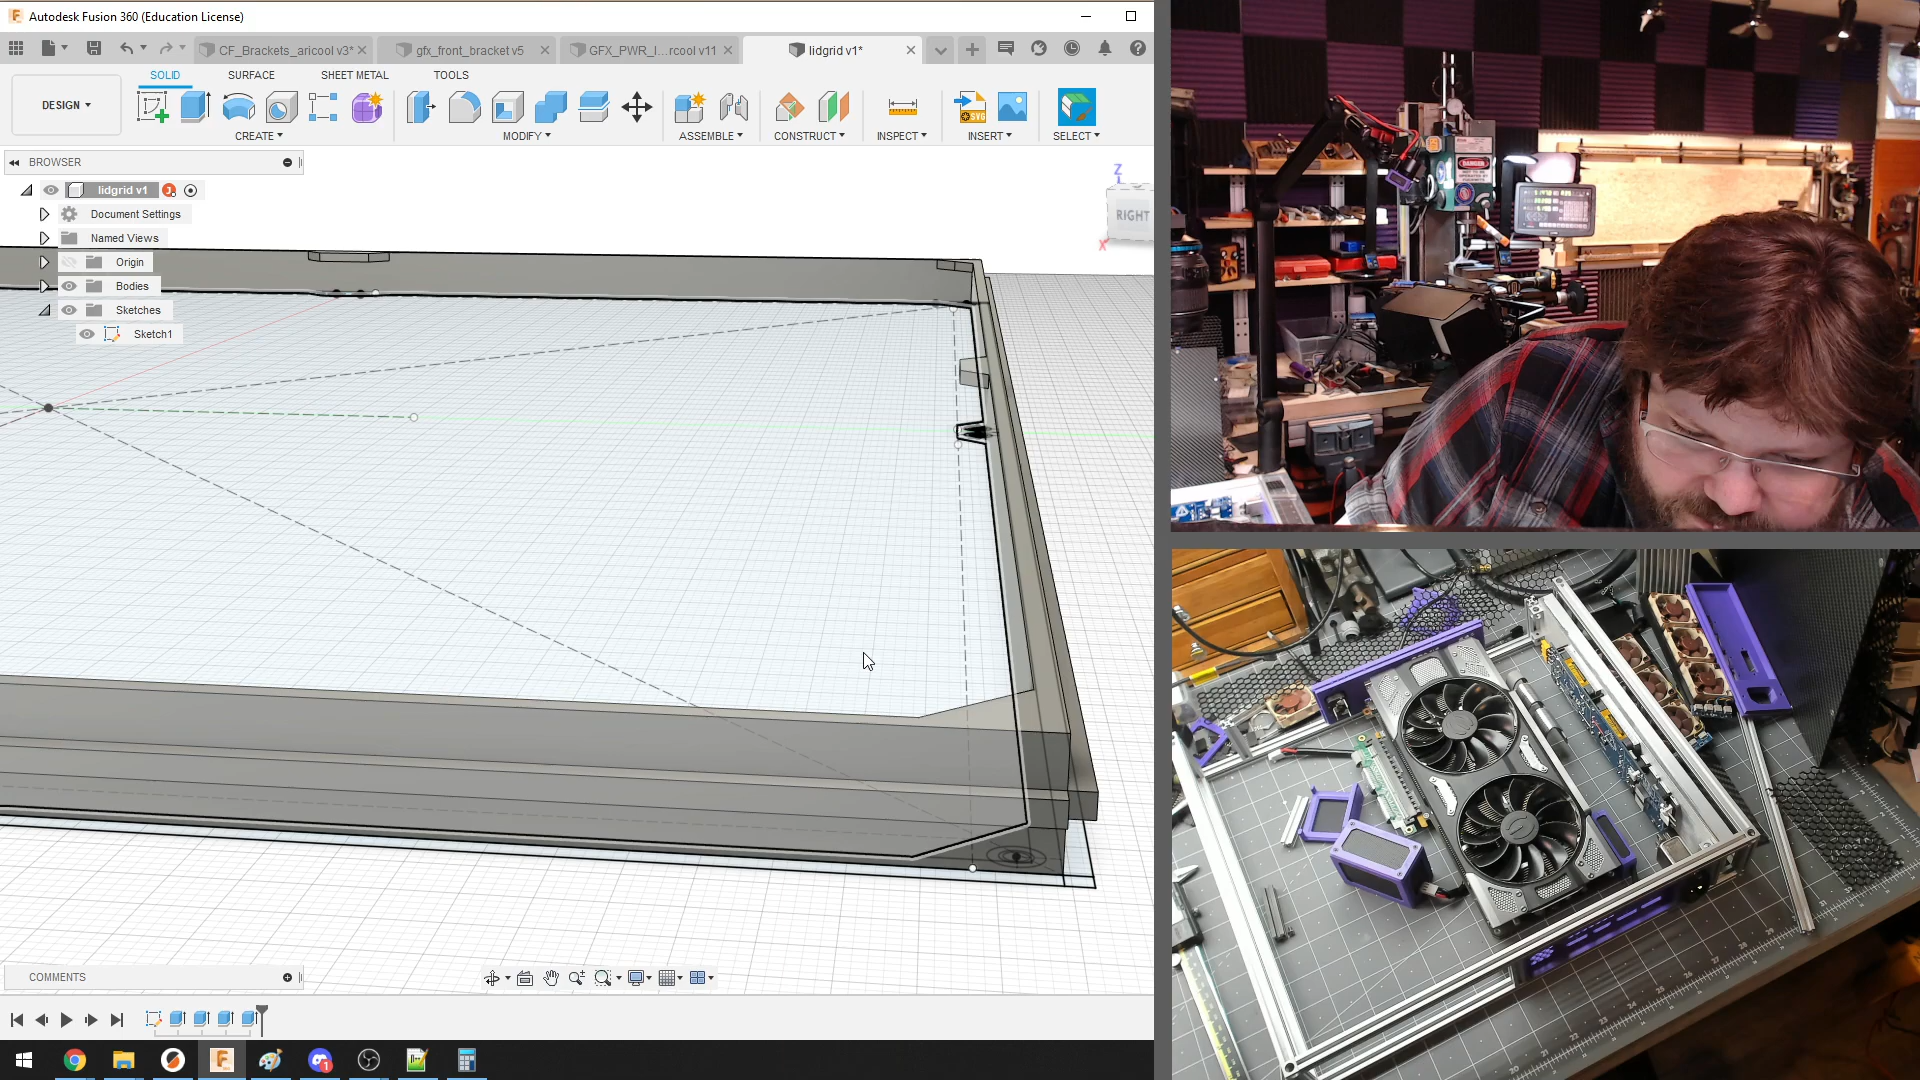 Autodesk Fusion 360 (Education License)
CF_Brackets_aricool v3*
gfx_front_bracket v5
GFX_PWR_I...rcool v11
lidgrid v1*
DESIGN
SOLID
SURFACE
SHEET METAL
TOOLS
CREATE
MODIFY
ASSEMBLE
CONSTRUCT
INSPECT
INSERT
SELECT
BROWSER
lidgrid v1
Document Settings
Named Views
Origin
Bodies
Sketches
Sketch1
Z
RIGHT
X
COMMENTS
DANGER